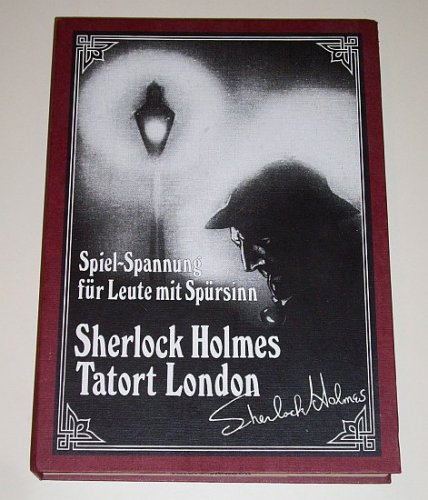 Spiel-Spannung
für Leute mit Spürsinn
Sherlock Holmes
Tatort London
Sherlock Holmes